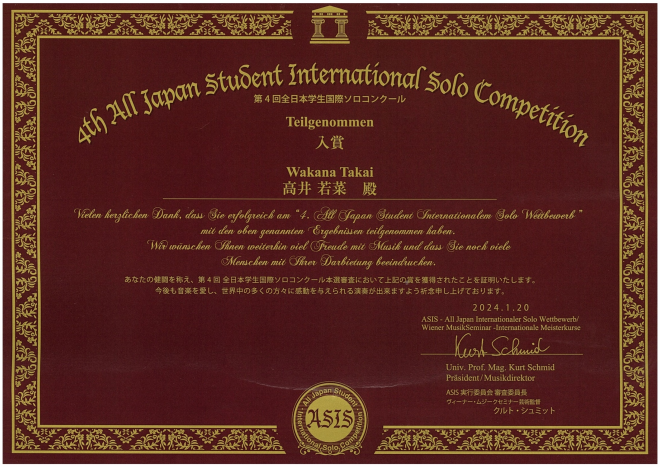 4th All Japan Student International Solo Competition
第4回全日本学生国際ソロコンクール
Teilgenommen
入賞
Wakana Takai
高井 若菜 殿
Vielen herzlichen Dank, dass Sie erfolgreich am "4. All Japan Student Internationalem Solo Wettbewerb"
mit den oben genannten Ergebnissen teilgenommen haben.
Wir wünschen Ihnen weiterhin viel Freude mit Musik und dass Sie noch viele
Menschen mit Ihrer Darbietung beeindrucken.
あなたの健闘を称え、第4回 全日本学生国際ソロコンクール本選審査において上記の賞を獲得されたことを証明いたします。
今後も音楽を愛し、世界中の多くの方々に感動を与えられる演奏が出来ますよう祈念申し上げております。
2024.1.20
ASIS - All Japan Internationaler Solo Wettbewerb/
Wiener MusikSeminar -Internationale Meisterkurse
Kurt Schmid
Univ. Prof. Mag. Kurt Schmid
Präsident/Musikdirektor
ASIS 実行委員会 審査委員長
ヴィーナー・ムジークセミナー芸術監督
クルト・シュミット
All Japan Student
ASIS
International Solo Competition